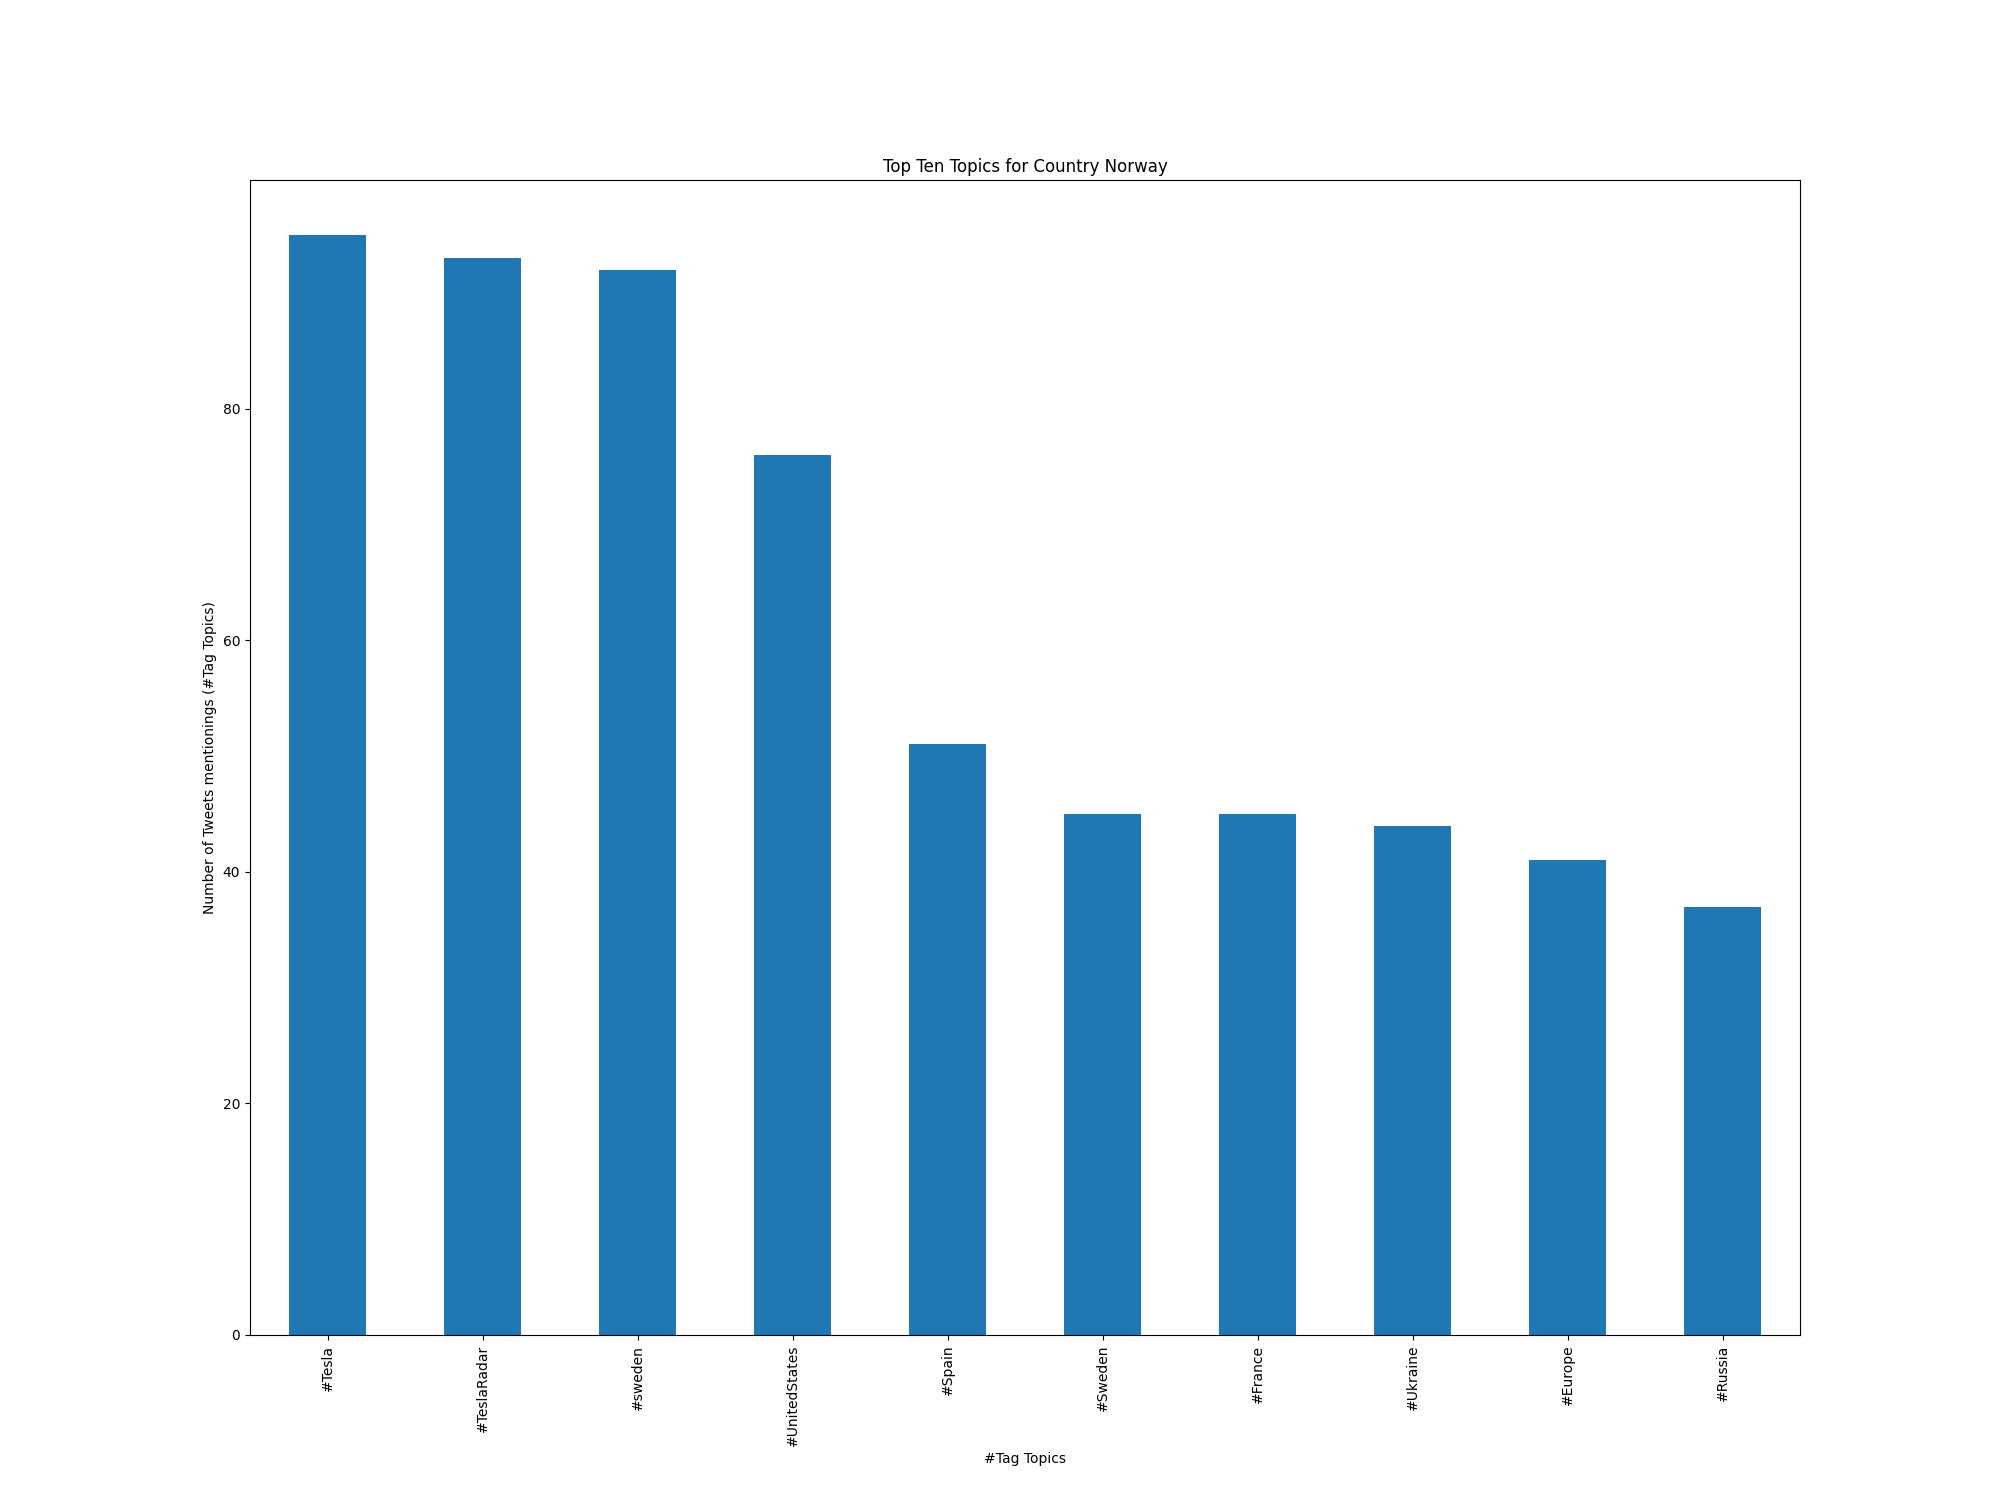 Top Ten Topics for Country Norway
Number of Tweets mentionings (#Tag Topics)
80
60
40
20
0
#Tesla
#TeslaRadar
#sweden
#UnitedStates
#Spain
#Sweden
#France
#Ukraine
#Europe
#Russia
#Tag Topics